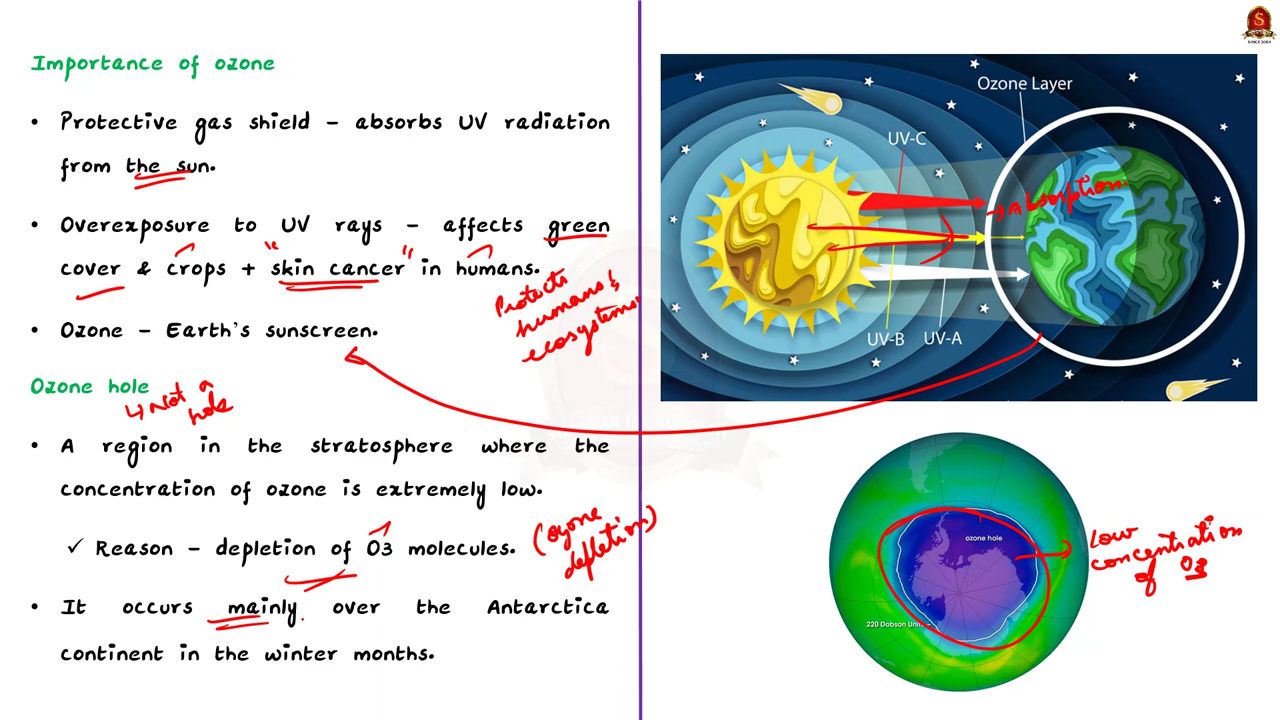 Importance of ozone
• Protective gas shield – absorbs UV radiation
from the sun.
• Overexposure to UV rays – affects green
cover & crops + "skin cancer" in humans.
Protects
humans &
ecosystems.
• Ozone – Earth's sunscreen.
Ozone hole
↳ Not a
hole
• A region in the stratosphere where the
concentration of ozone is extremely low.
✓ Reason – depletion of O3 molecules.
(ozone
depletion)
• It occurs mainly over the Antarctica
continent in the winter months.
S
SINCE 2004
Ozone Layer
UV-C
→ Absorption.
UV-B
UV-A
ozone hole
220 Dobson Units
Low
concentration
of O3